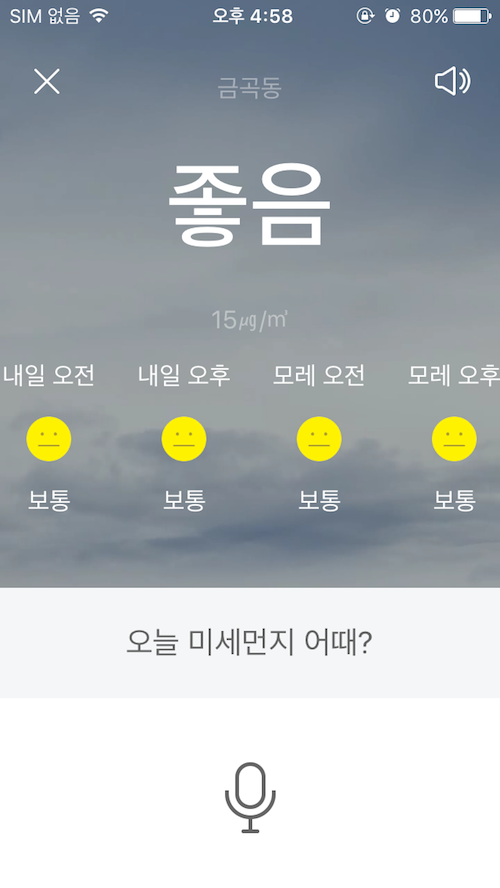 SIM 없음 오후 4:58 80%
금곡동
좋음
15㎍/㎥
내일 오전 내일 오후 모레 오전 모레 오후
보통 보통 보통 보통
오늘 미세먼지 어때?